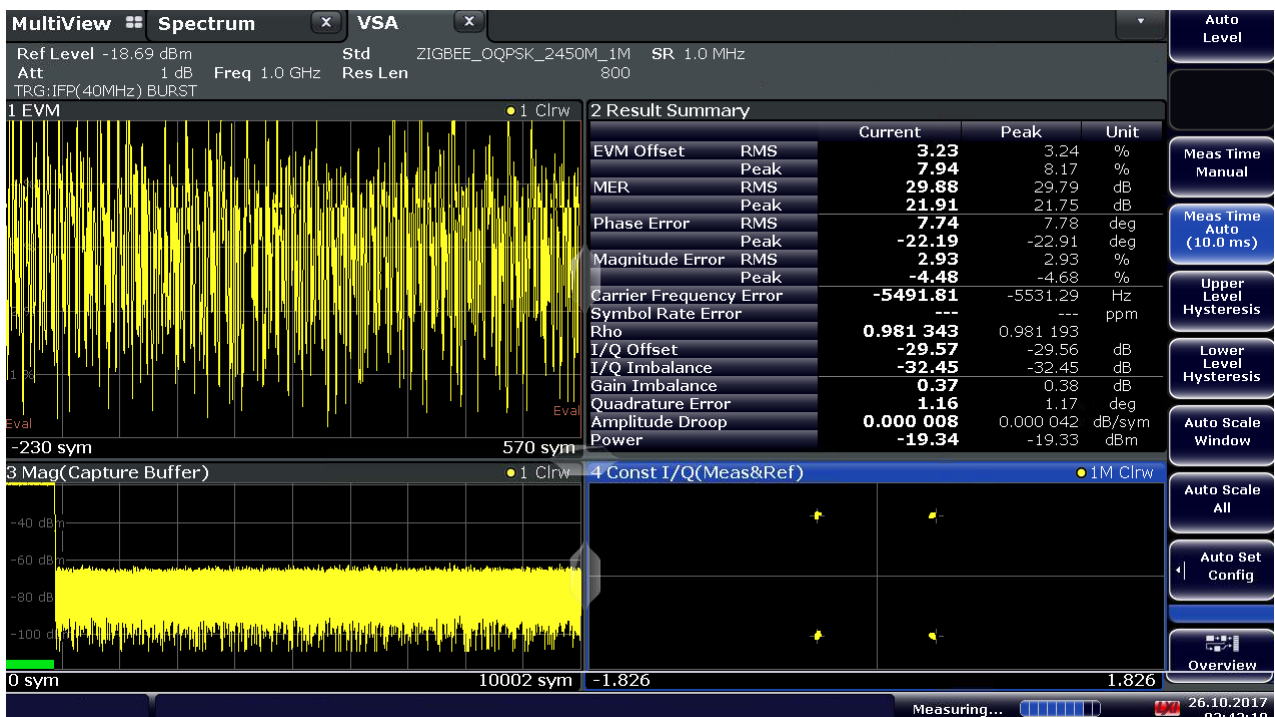 MultiView Spectrum x VSA x
Ref Level -18.69 dBm Std ZIGBEE_OQPSK_2450M_1M SR 1.0 MHz
Att 1 dB Freq 1.0 GHz Res Len 800
TRG:IFP(40MHz) BURST
1 EVM 1 Clrw
1 %
Eval Eval
-230 sym 570 sym
2 Result Summary
Current Peak Unit
EVM Offset RMS 3.23 3.24 %
Peak 7.94 8.17 %
MER RMS 29.88 29.79 dB
Peak 21.91 21.75 dB
Phase Error RMS 7.74 7.78 deg
Peak -22.19 -22.91 deg
Magnitude Error RMS 2.93 2.93 %
Peak -4.48 -4.68 %
Carrier Frequency Error -5491.81 -5531.29 Hz
Symbol Rate Error --- --- ppm
Rho 0.981 343 0.981 193
I/Q Offset -29.57 -29.56 dB
I/Q Imbalance -32.45 -32.45 dB
Gain Imbalance 0.37 0.38 dB
Quadrature Error 1.16 1.17 deg
Amplitude Droop 0.000 008 0.000 042 dB/sym
Power -19.34 -19.33 dBm
3 Mag(Capture Buffer) 1 Clrw
-40 dBm
-60 dBm
-80 dB
-100 d
0 sym 10002 sym
4 Const I/Q(Meas&Ref) 1M Clrw
-1.826 1.826
Auto
Level
Meas Time
Manual
Meas Time
Auto
(10.0 ms)
Upper
Level
Hysteresis
Lower
Level
Hysteresis
Auto Scale
Window
Auto Scale
All
Auto Set
Config
Overview
Measuring...
26.10.2017